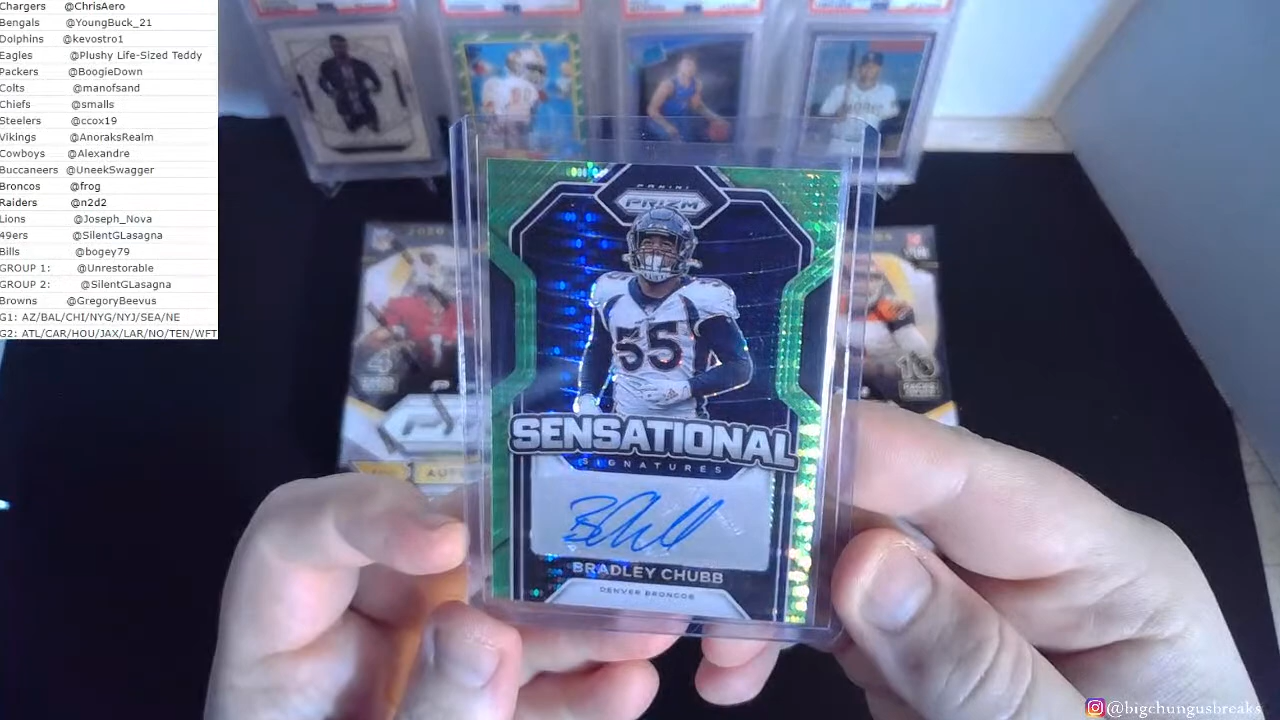 Chargers @ChrisAero
Bengals @YoungBuck_21
Dolphins @kevostro1
Eagles @Plushy Life-Sized Teddy
Packers @BoogieDown
Colts @manofsand
Chiefs @smalls
Steelers @ccox19
Vikings @AnoraksRealm
Cowboys @Alexandre
Buccaneers @UneekSwagger
Broncos @frog
Raiders @n2d2
Lions @Joseph_Nova
49ers @SilentGLasagna
Bills @bogey79
GROUP 1: @Unrestorable
GROUP 2: @SilentGLasagna
Browns @GregoryBeevus
G1: AZ/BAL/CHI/NYG/NYJ/SEA/NE
G2: ATL/CAR/HOU/JAX/LAR/NO/TEN/WFT
PANINI
PRIZM
55
SENSATIONAL
SIGNATURES
BRADLEY CHUBB
DENVER BRONCOS
@bigchungusbreaks